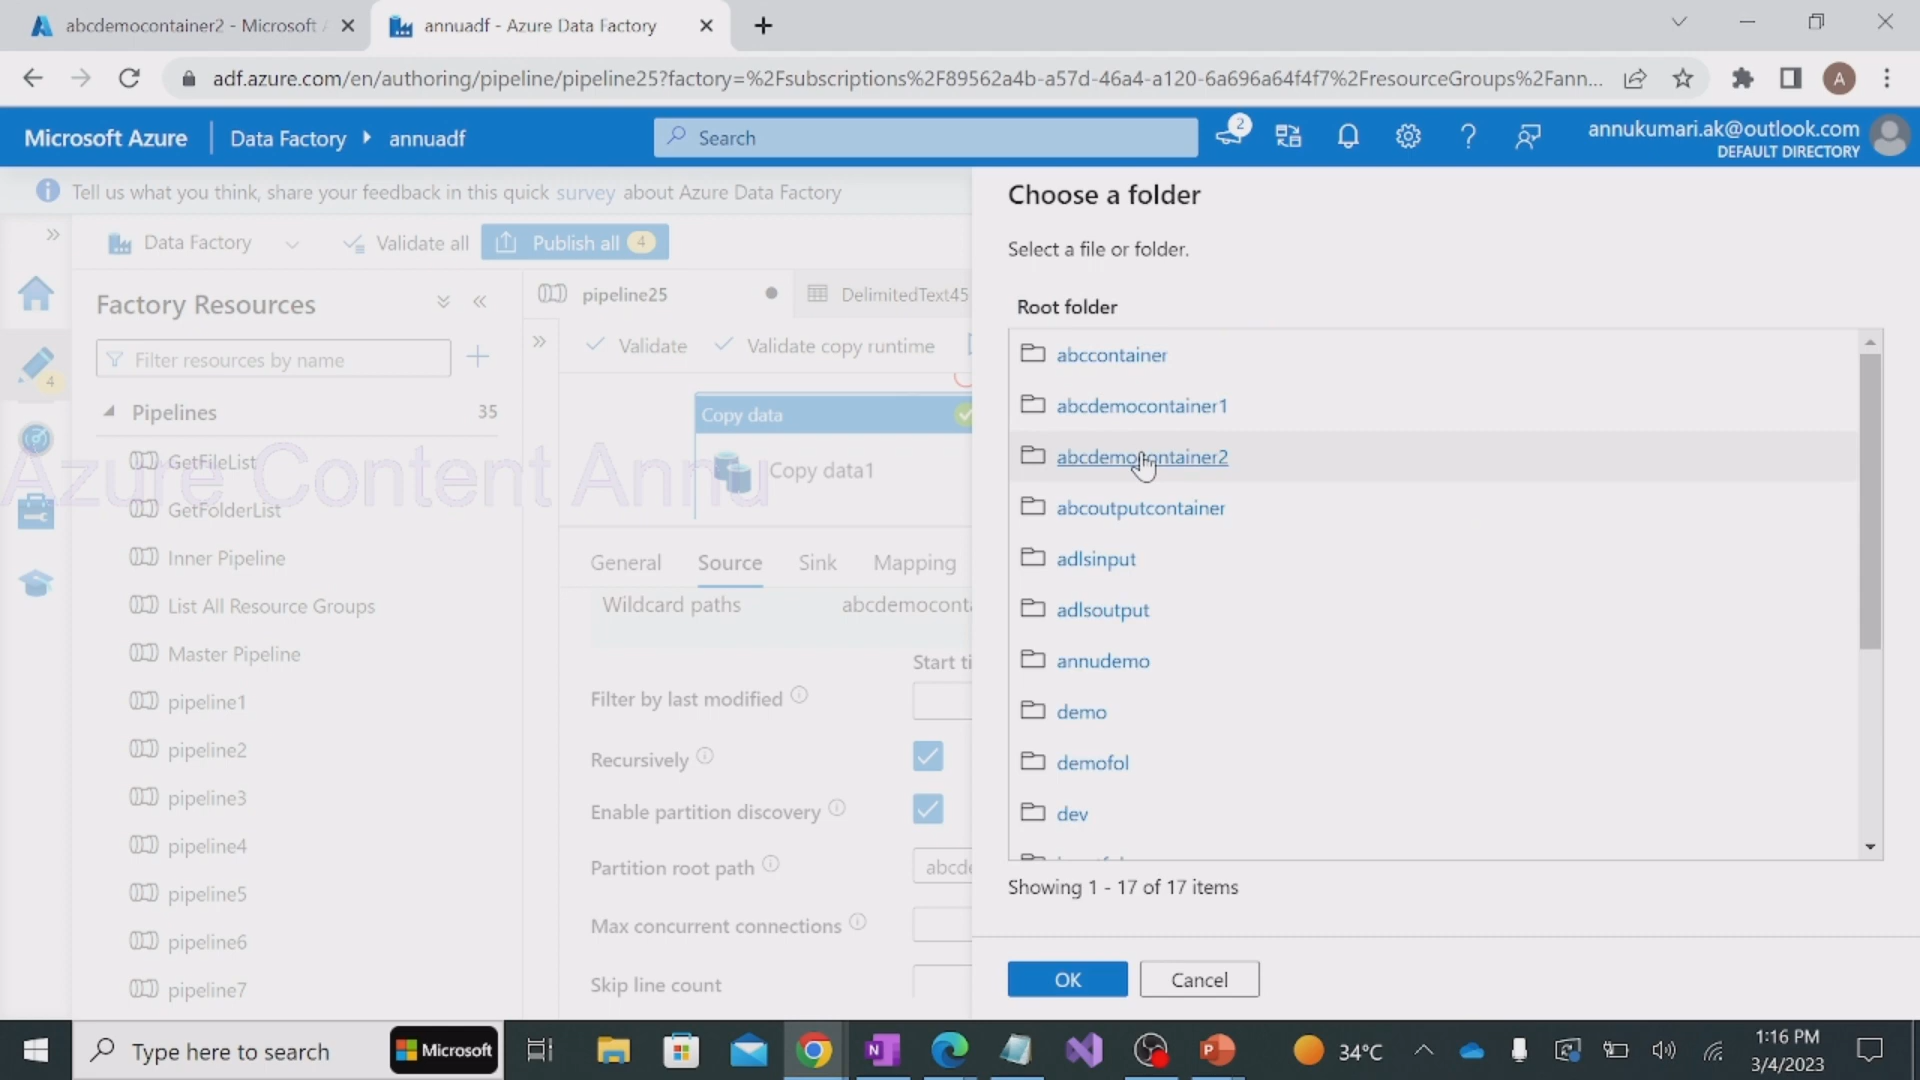 abcdemocontainer2 - Microsoft A
annuadf - Azure Data Factory
adf.azure.com/en/authoring/pipeline/pipeline25?factory=%2Fsubscriptions%2F89562a4b-a57d-46a4-a120-6a696a64f4f7%2FresourceGroups%2Fann...
A
Microsoft Azure
Data Factory
annuadf
Search
2
annukumari.ak@outlook.com
DEFAULT DIRECTORY
Tell us what you think, share your feedback in this quick survey about Azure Data Factory
Data Factory
Validate all
Publish all
4
Factory Resources
Filter resources by name
4
Pipelines
35
GetFileList
GetFolderList
Inner Pipeline
List All Resource Groups
Master Pipeline
pipeline1
pipeline2
pipeline3
pipeline4
pipeline5
pipeline6
pipeline7
Azure Content Annu
pipeline25
DelimitedText45
Validate
Validate copy runtime
Copy data
Copy data1
General
Source
Sink
Mapping
Wildcard paths
abcdemoconta
Start ti
Filter by last modified
Recursively
Enable partition discovery
Partition root path
abcde
Max concurrent connections
Skip line count
Choose a folder
Select a file or folder.
Root folder
abccontainer
abcdemocontainer1
abcdemocontainer2
abcoutputcontainer
adlsinput
adlsoutput
annudemo
demo
demofol
dev
Showing 1 - 17 of 17 items
OK
Cancel
Type here to search
Microsoft
34°C
1:16 PM
3/4/2023